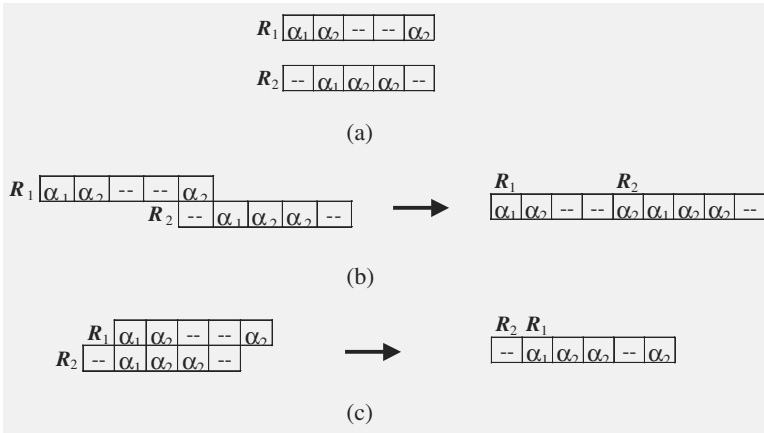 R1 α1 α2 -- -- α2
R2 -- α1 α2 α2 --
(a)
R1 α1 α2 -- -- α2
R1 R2
R2 -- α1 α2 α2 --
α1 α2 -- -- α2 α1 α2 α2 --
(b)
R1 α1 α2 -- -- α2
R2 R1
R2 -- α1 α2 α2 --
-- α1 α2 α2 -- α2
(c)